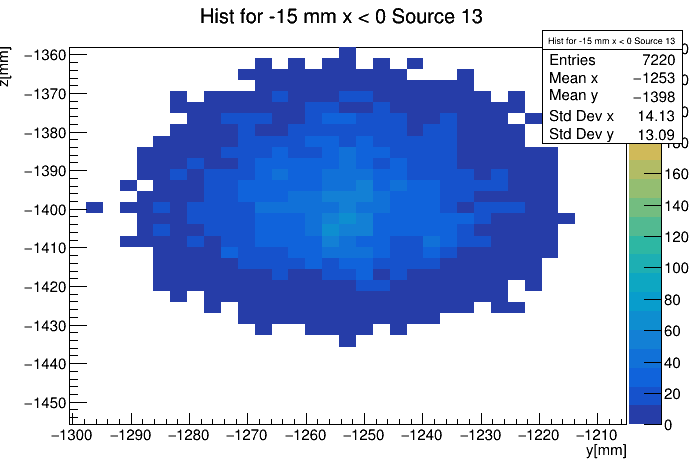 Hist for -15 mm x < 0 Source 13
Hist for -15 mm x < 0 Source 13
Entries 7220
Mean x −1253
Mean y −1398
Std Dev x 14.13
Std Dev y 13.09
z[mm]
−1360
−1370
−1380
−1390
−1400
−1410
−1420
−1430
−1440
−1450
−1300 −1290 −1280 −1270 −1260 −1250 −1240 −1230 −1220 −1210
y[mm]
180
160
140
120
100
80
60
40
20
0